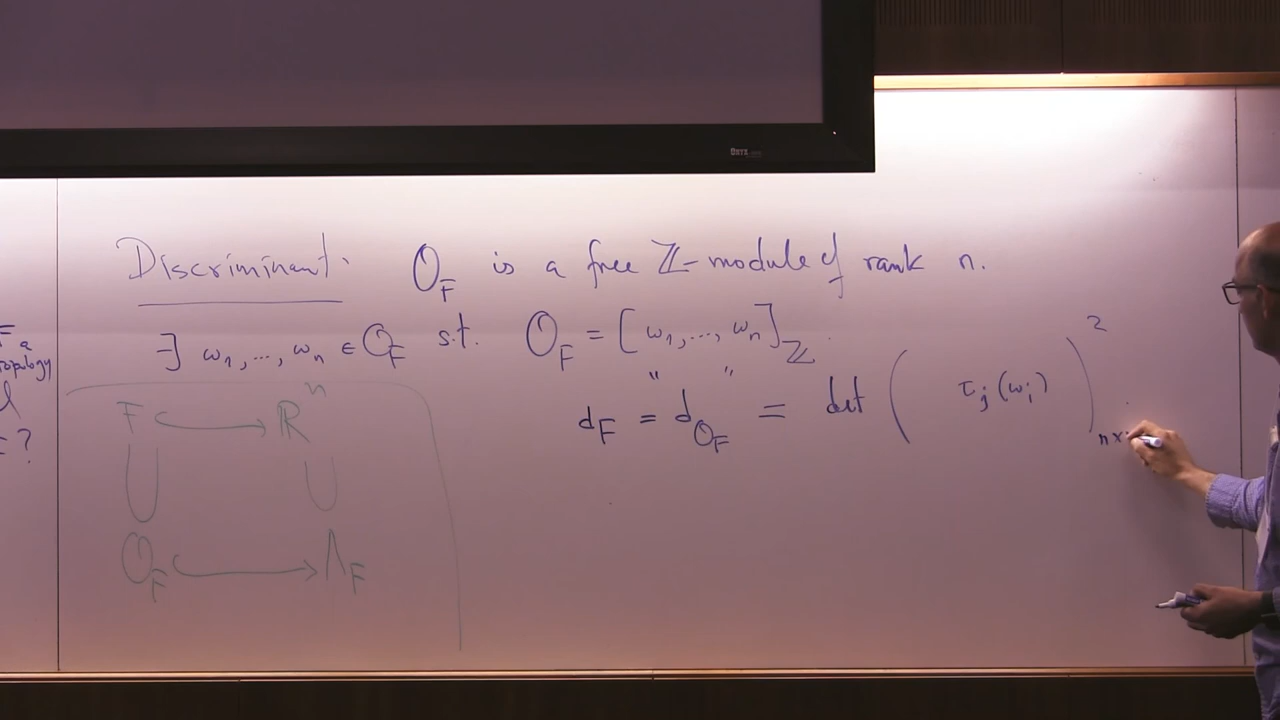 Discriminant. O_F is a free ℤ-module of rank n.
∃ ω_1, ..., ω_n ∈ O_F s.t. O_F = [ω_1, ..., ω_n]_ℤ.
d_F "=" d_{O_F} = det ( τ_j(ω_i) )^2_{n×
F ↪ ℝ^n
∪ ∪
O_F ↪ Λ_F
F a
topology
?